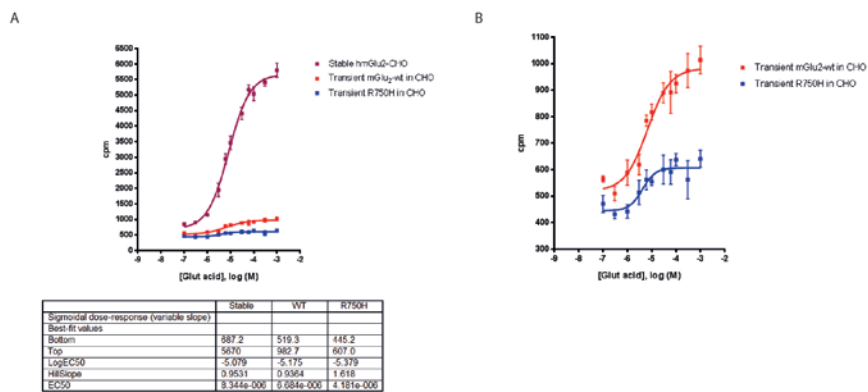 A
6500
6000
5500
5000
4500
4000
3500
3000
2500
2000
1500
1000
500
0
cpm
-8 -7 -6 -5 -4 -3 -2
[Glut acid], log (M)
Stable hmGlu2-CHO
Transient mGlu2-wt in CHO
Transient R750H in CHO
B
1100
1000
900
800
700
600
500
400
300
cpm
-8 -7 -6 -5 -4 -3 -2 -1
[Glut acid], log (M)
Transient mGlu2-wt in CHO
Transient R750H in CHO
Stable WT R750H
Sigmoidal dose-response (variable slope)
Best-fit values
Bottom 687.2 519.3 445.2
Top 5670 982.7 607.0
LogEC50 -5.079 -5.175 -5.379
HillSlope 0.9531 0.9364 1.618
EC50 8.344e-006 6.684e-006 4.181e-006